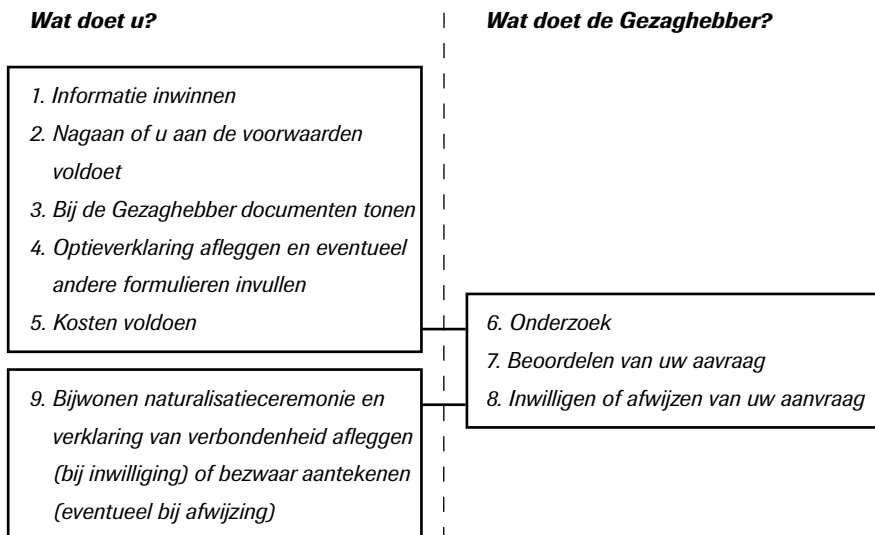 Wat doet u?
Wat doet de Gezaghebber?
1. Informatie inwinnen
2. Nagaan of u aan de voorwaarden
voldoet
3. Bij de Gezaghebber documenten tonen
4. Optieverklaring afleggen en eventueel
andere formulieren invullen
5. Kosten voldoen
6. Onderzoek
7. Beoordelen van uw aavraag
8. Inwilligen of afwijzen van uw aanvraag
9. Bijwonen naturalisatieceremonie en
verklaring van verbondenheid afleggen
(bij inwilliging) of bezwaar aantekenen
(eventueel bij afwijzing)